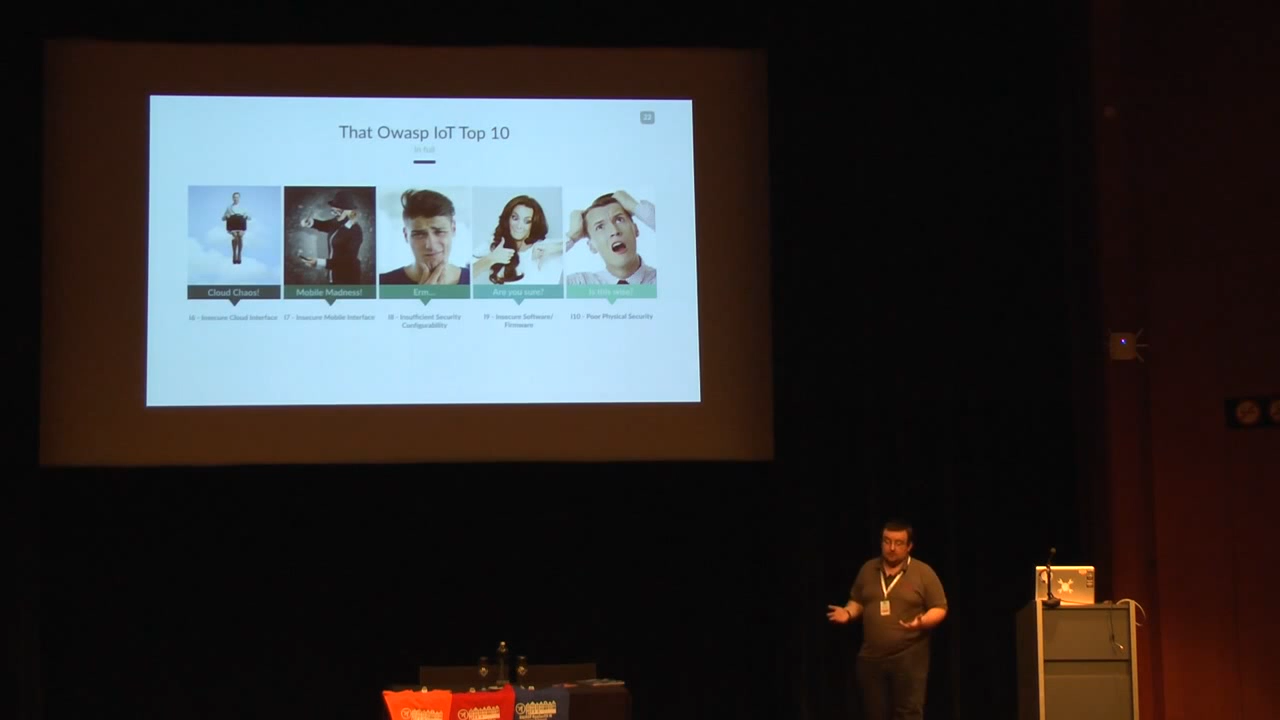 22
That Owasp IoT Top 10
In full
Cloud Chaos!
Mobile Madness!
Erm...
Are you sure?
Is this wise?
I6 - Insecure Cloud Interface
I7 - Insecure Mobile Interface
I8 - Insufficient Security
Configurability
I9 - Insecure Software/
Firmware
I10 - Poor Physical Security